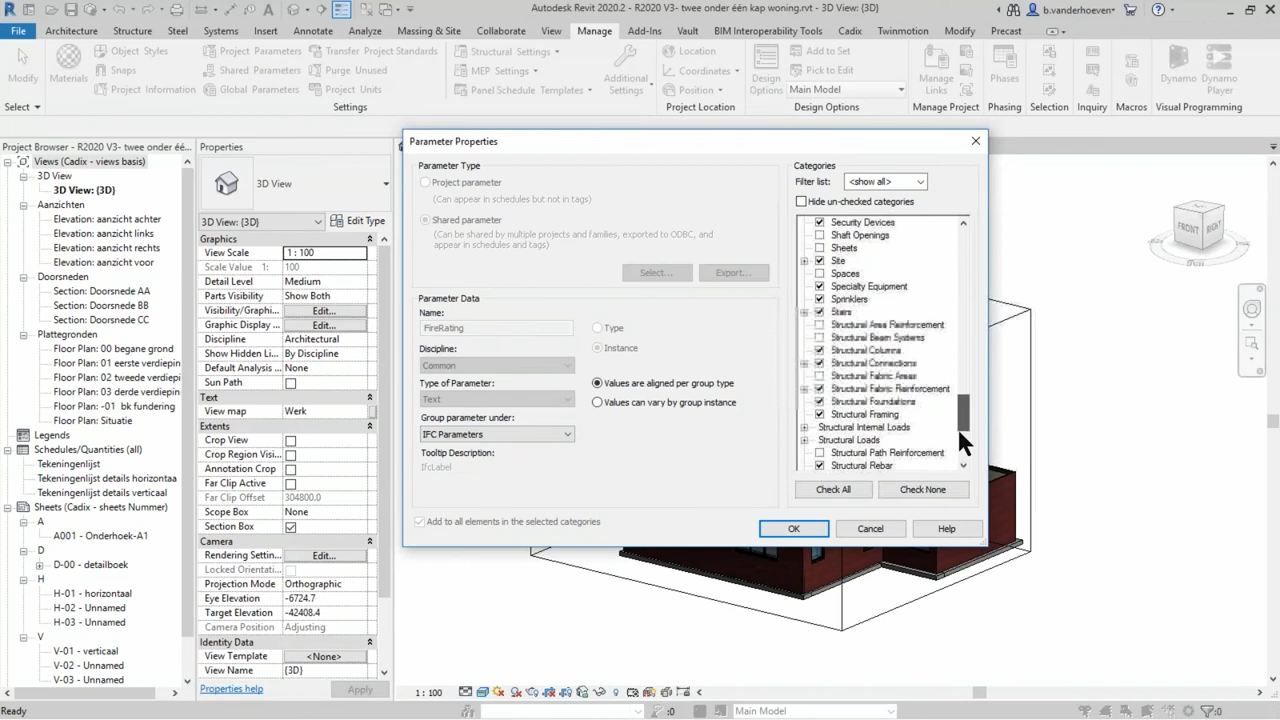 Autodesk Revit 2020.2 - R2020 V3- twee onder één kap woning.rvt - 3D View: {3D}
b.vanderhoeven
File Architecture Structure Steel Systems Insert Annotate Analyze Massing & Site Collaborate View Manage Add-Ins Vault BIM Interoperability Tools Cadix Twinmotion Modify Precast
Modify
Materials
Object Styles
Snaps
Project Information
Project Parameters
Shared Parameters
Global Parameters
Transfer Project Standards
Purge Unused
Project Units
Structural Settings
MEP Settings
Panel Schedule Templates
Additional Settings
Location
Coordinates
Position
Design Options
Add to Set
Pick to Edit
Main Model
Manage Links
Phases
Dynamo
Dynamo Player
Select
Settings
Project Location
Design Options
Manage Project
Phasing
Selection
Inquiry
Macros
Visual Programming
Project Browser - R2020 V3- twee onder éé...
Views (Cadix - views basis)
3D View
3D View: {3D}
Aanzichten
Elevation: aanzicht achter
Elevation: aanzicht links
Elevation: aanzicht rechts
Elevation: aanzicht voor
Doorsneden
Section: Doorsnede AA
Section: Doorsnede BB
Section: Doorsnede CC
Plattegronden
Floor Plan: 00 begane grond
Floor Plan: 01 eerste verdiepin
Floor Plan: 02 tweede verdiepi
Floor Plan: 03 derde verdiepin
Floor Plan: -01 bk fundering
Floor Plan: Situatie
Legends
Schedules/Quantities (all)
Tekeningenlijst
Tekeningenlijst details horizontaa
Tekeningenlijst details verticaal
Sheets (Cadix - sheets Nummer)
A
A001 - Onderhoek-A1
D
D-00 - detailboek
H
H-01 - horizontaal
H-02 - Unnamed
H-03 - Unnamed
V
V-01 - verticaal
V-02 - Unnamed
V-03 - Unnamed
Properties
3D View
3D View: {3D}
Edit Type
Graphics
View Scale 1 : 100
Scale Value 1: 100
Detail Level Medium
Parts Visibility Show Both
Visibility/Graphi... Edit...
Graphic Display ... Edit...
Discipline Architectural
Show Hidden Li... By Discipline
Default Analysis ... None
Sun Path
Text
View map Werk
Extents
Crop View
Crop Region Visi...
Annotation Crop
Far Clip Active
Far Clip Offset 304800.0
Scope Box None
Section Box
Camera
Rendering Settin... Edit...
Locked Orientati...
Projection Mode Orthographic
Eye Elevation -6724.7
Target Elevation -42408.4
Camera Position Adjusting
Identity Data
View Template <None>
View Name {3D}
Properties help
Apply
Parameter Properties
Parameter Type
Project parameter
(Can appear in schedules but not in tags)
Shared parameter
(Can be shared by multiple projects and families, exported to ODBC, and
appear in schedules and tags)
Select...
Export...
Parameter Data
Name:
FireRating
Discipline:
Common
Type of Parameter:
Text
Group parameter under:
IFC Parameters
Tooltip Description:
IfcLabel
Type
Instance
Values are aligned per group type
Values can vary by group instance
Add to all elements in the selected categories
Categories
Filter list: <show all>
Hide un-checked categories
Security Devices
Shaft Openings
Sheets
Site
Spaces
Specialty Equipment
Sprinklers
Stairs
Structural Area Reinforcement
Structural Beam Systems
Structural Columns
Structural Connections
Structural Fabric Areas
Structural Fabric Reinforcement
Structural Foundations
Structural Framing
Structural Internal Loads
Structural Loads
Structural Path Reinforcement
Structural Rebar
Check All
Check None
OK
Cancel
Help
FRONT
RIGHT
1 : 100
Ready
:0
Main Model
:0